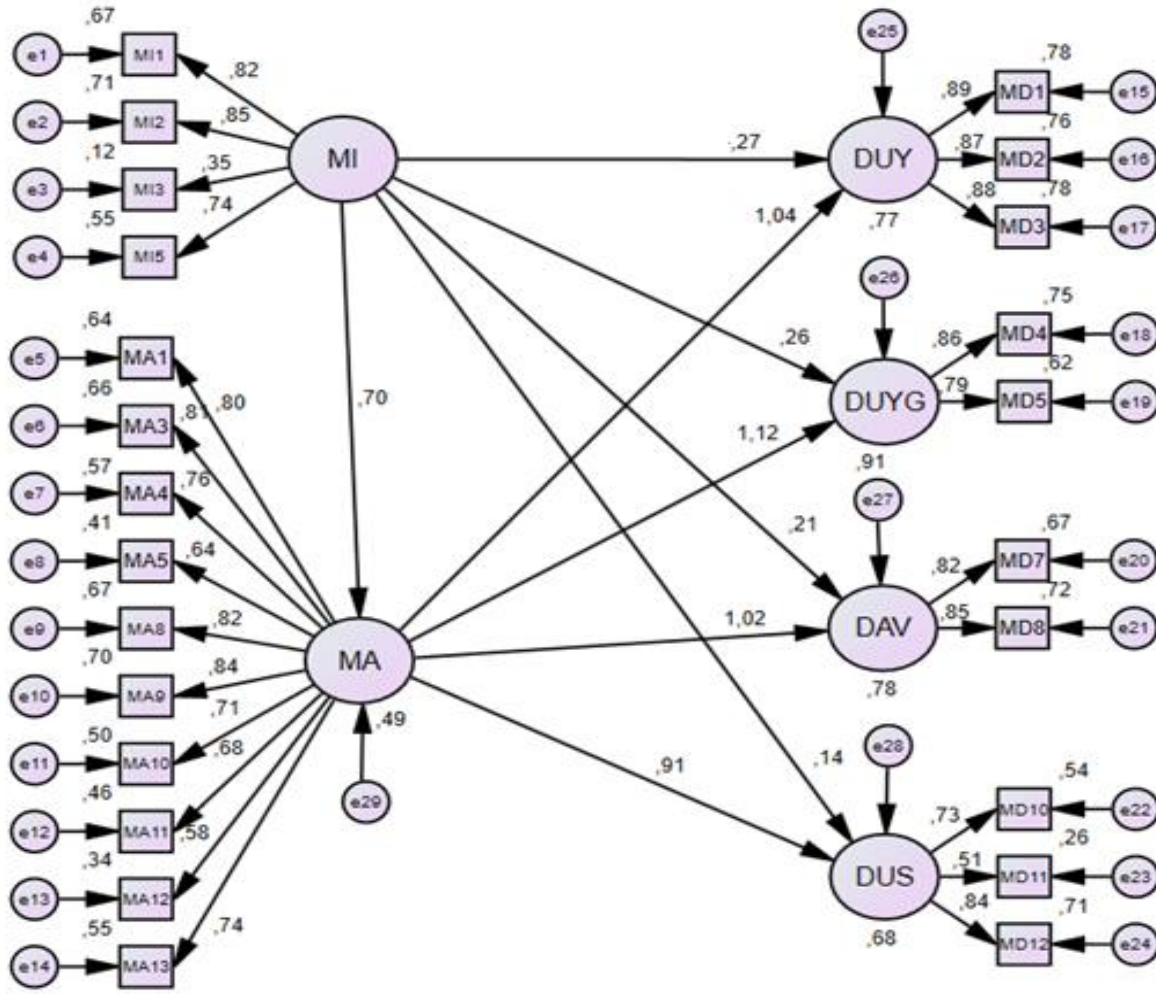 ,67
e1 MI1
,82
,71
e2 MI2
,85
,12
e3 MI3
,35
,55
e4 MI5
,74
MI
,27
e25
DUY
,77
,78
,89 MD1 e15
,76
,87 MD2 e16
,78
,88 MD3 e17
1,04
,64
e5 MA1
,80
,66
e6 MA3
,81
,57
e7 MA4
,76
,41
e8 MA5
,64
,67
e9 MA8
,82
,70
e10 MA9
,84
,50
e11 MA10
,71
,46
e12 MA11
,68
,34
e13 MA12
,58
,55
e14 MA13
,74
,70
MA
,49
e29
,26
1,12
e26
DUYG
,91
,75
,86 MD4 e18
,62
,79 MD5 e19
,21
1,02
e27
DAV
,78
,67
,82 MD7 e20
,72
,85 MD8 e21
,14
,91
e28
DUS
,68
,54
,73 MD10 e22
,26
,51 MD11 e23
,71
,84 MD12 e24